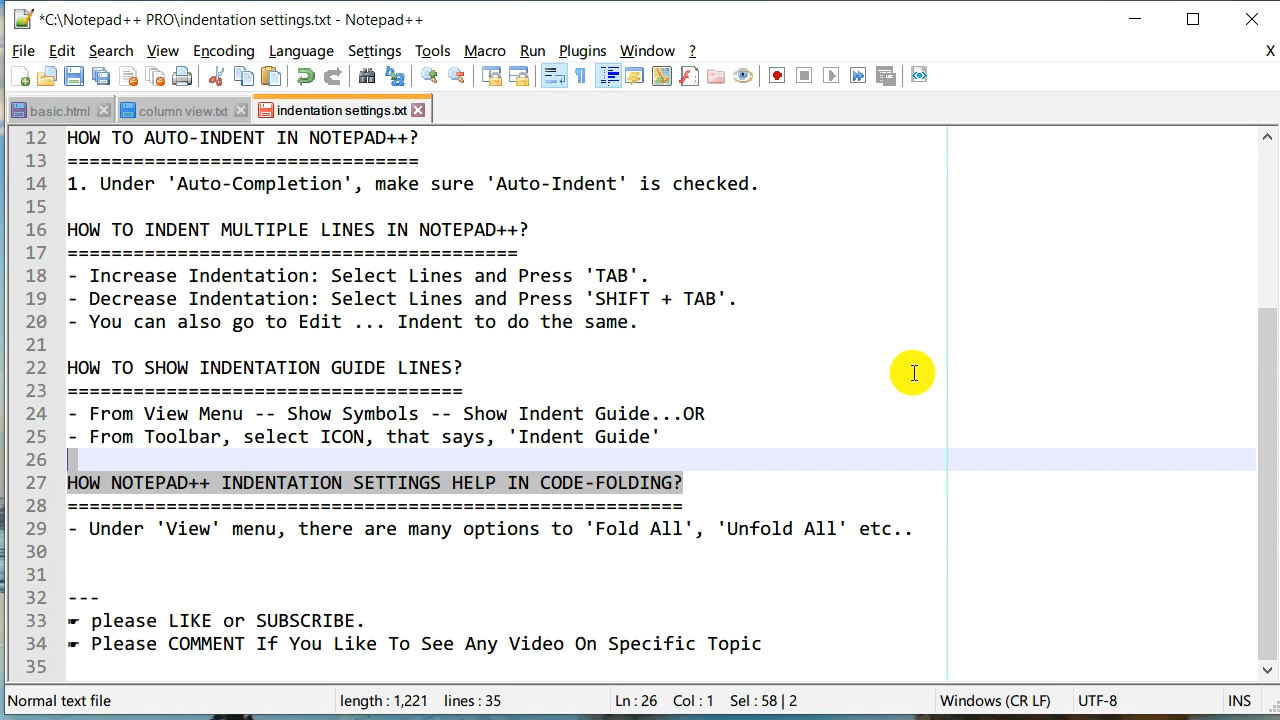 *C:\Notepad++ PRO\indentation settings.txt - Notepad++
File Edit Search View Encoding Language Settings Tools Macro Run Plugins Window ? X
basic.html column view.txt indentation settings.txt
12 HOW TO AUTO-INDENT IN NOTEPAD++?
13 ================================
14 1. Under 'Auto-Completion', make sure 'Auto-Indent' is checked.
15
16 HOW TO INDENT MULTIPLE LINES IN NOTEPAD++?
17 =========================================
18 - Increase Indentation: Select Lines and Press 'TAB'.
19 - Decrease Indentation: Select Lines and Press 'SHIFT + TAB'.
20 - You can also go to Edit ... Indent to do the same.
21
22 HOW TO SHOW INDENTATION GUIDE LINES?
23 ====================================
24 - From View Menu -- Show Symbols -- Show Indent Guide...OR
25 - From Toolbar, select ICON, that says, 'Indent Guide'
26
27 HOW NOTEPAD++ INDENTATION SETTINGS HELP IN CODE-FOLDING?
28 ========================================================
29 - Under 'View' menu, there are many options to 'Fold All', 'Unfold All' etc..
30
31
32 ---
33 ☛ please LIKE or SUBSCRIBE.
34 ☛ Please COMMENT If You Like To See Any Video On Specific Topic
35
Normal text file length : 1,221 lines : 35 Ln : 26 Col : 1 Sel : 58 | 2 Windows (CR LF) UTF-8 INS